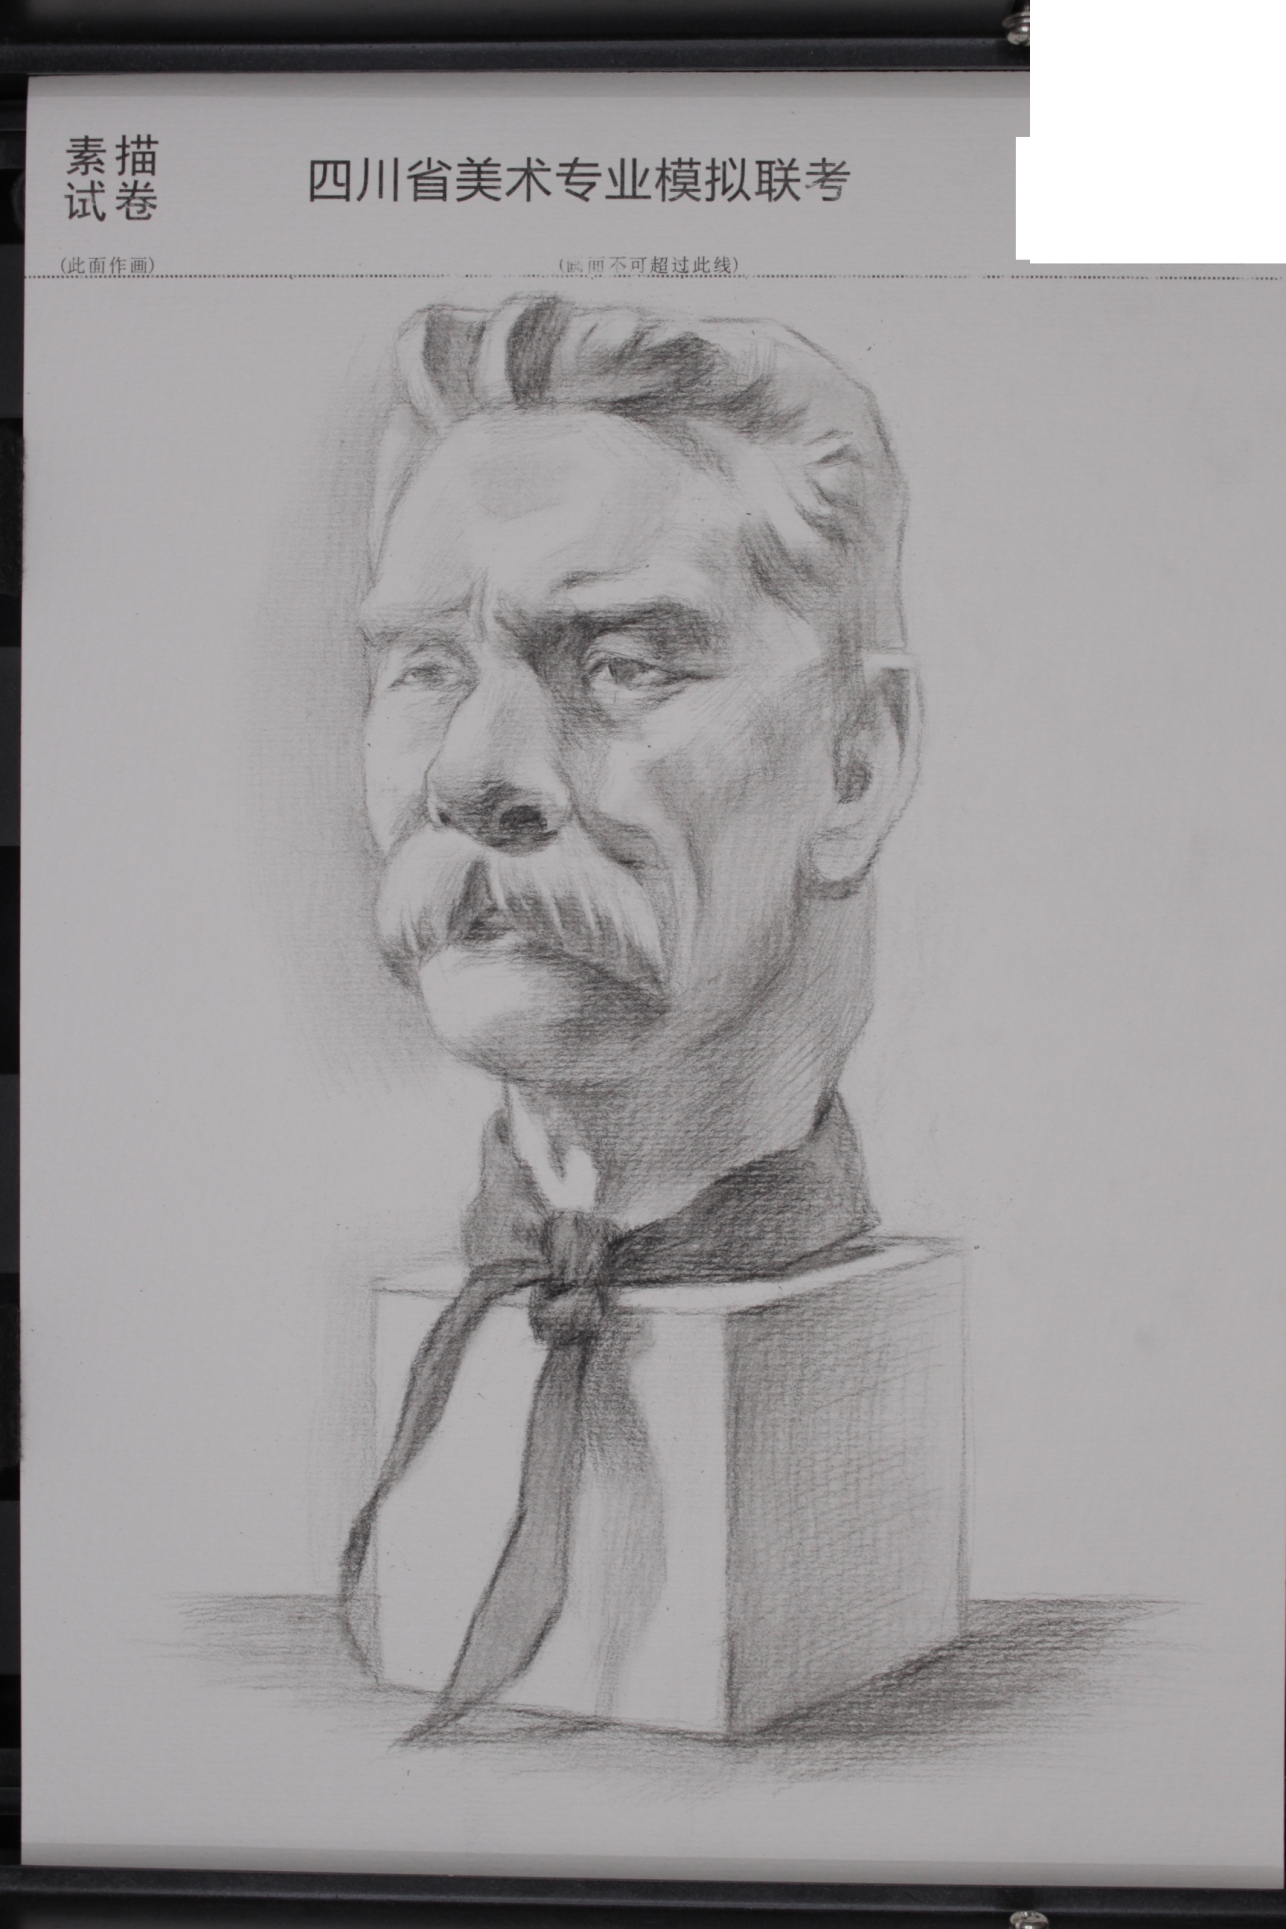 素描
试卷
四川省美术专业模拟联考
(此面作画)
(画面不可超过此线)